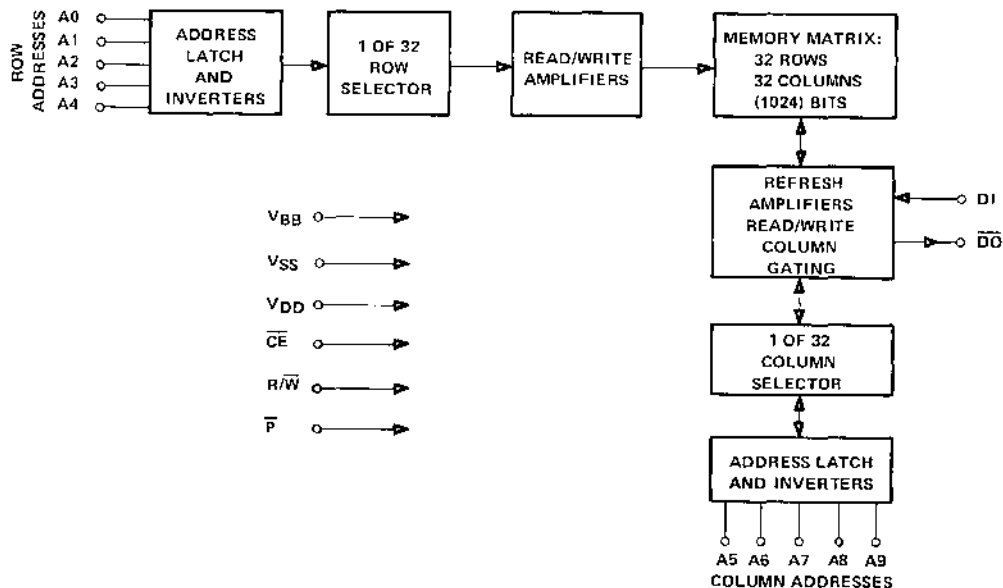 ROW
ADDRESSES
A0
A1
A2
A3
A4
ADDRESS
LATCH
AND
INVERTERS
1 OF 32
ROW
SELECTOR
READ/WRITE
AMPLIFIERS
MEMORY MATRIX:
32 ROWS
32 COLUMNS
(1024) BITS
REFRESH
AMPLIFIERS
READ/WRITE
COLUMN
GATING
DI
D̅O̅
VBB
VSS
VDD
C̅E̅
R/W̅
P̅
1 OF 32
COLUMN
SELECTOR
ADDRESS LATCH
AND INVERTERS
A5 A6 A7 A8 A9
COLUMN ADDRESSES